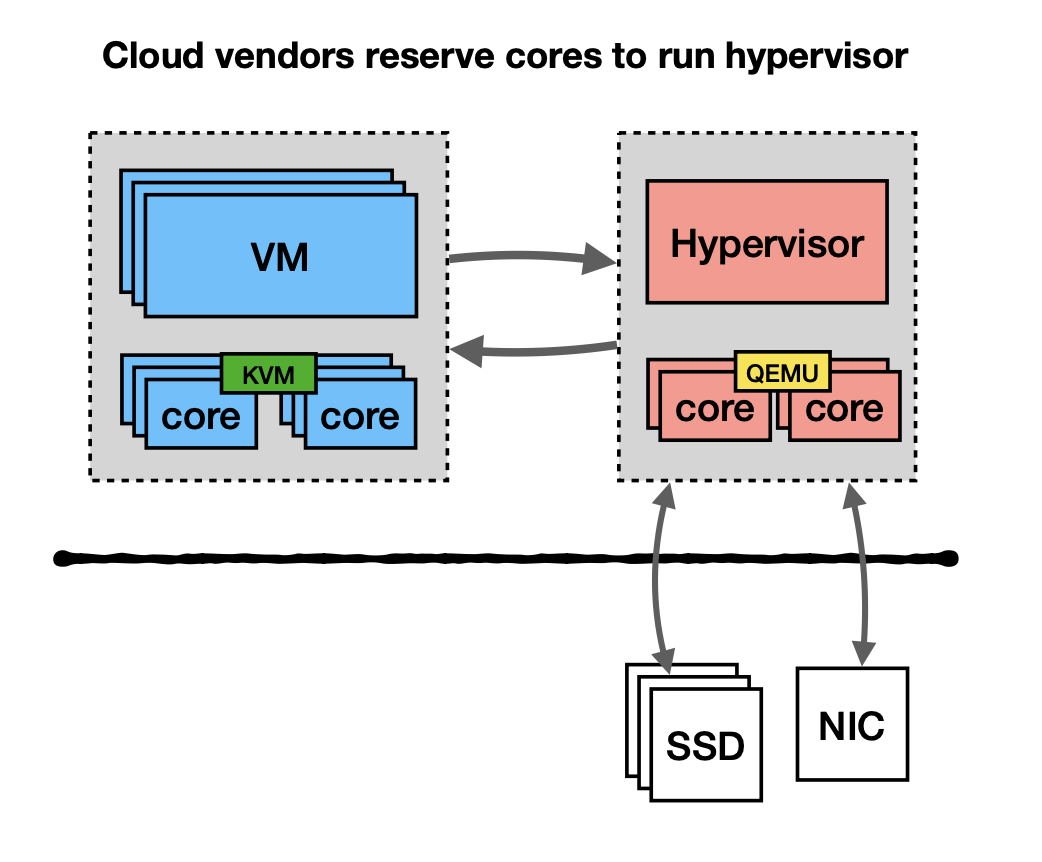 Cloud vendors reserve cores to run hypervisor
VM
Hypervisor
KVM
core
core
QEMU
core
core
SSD
NIC